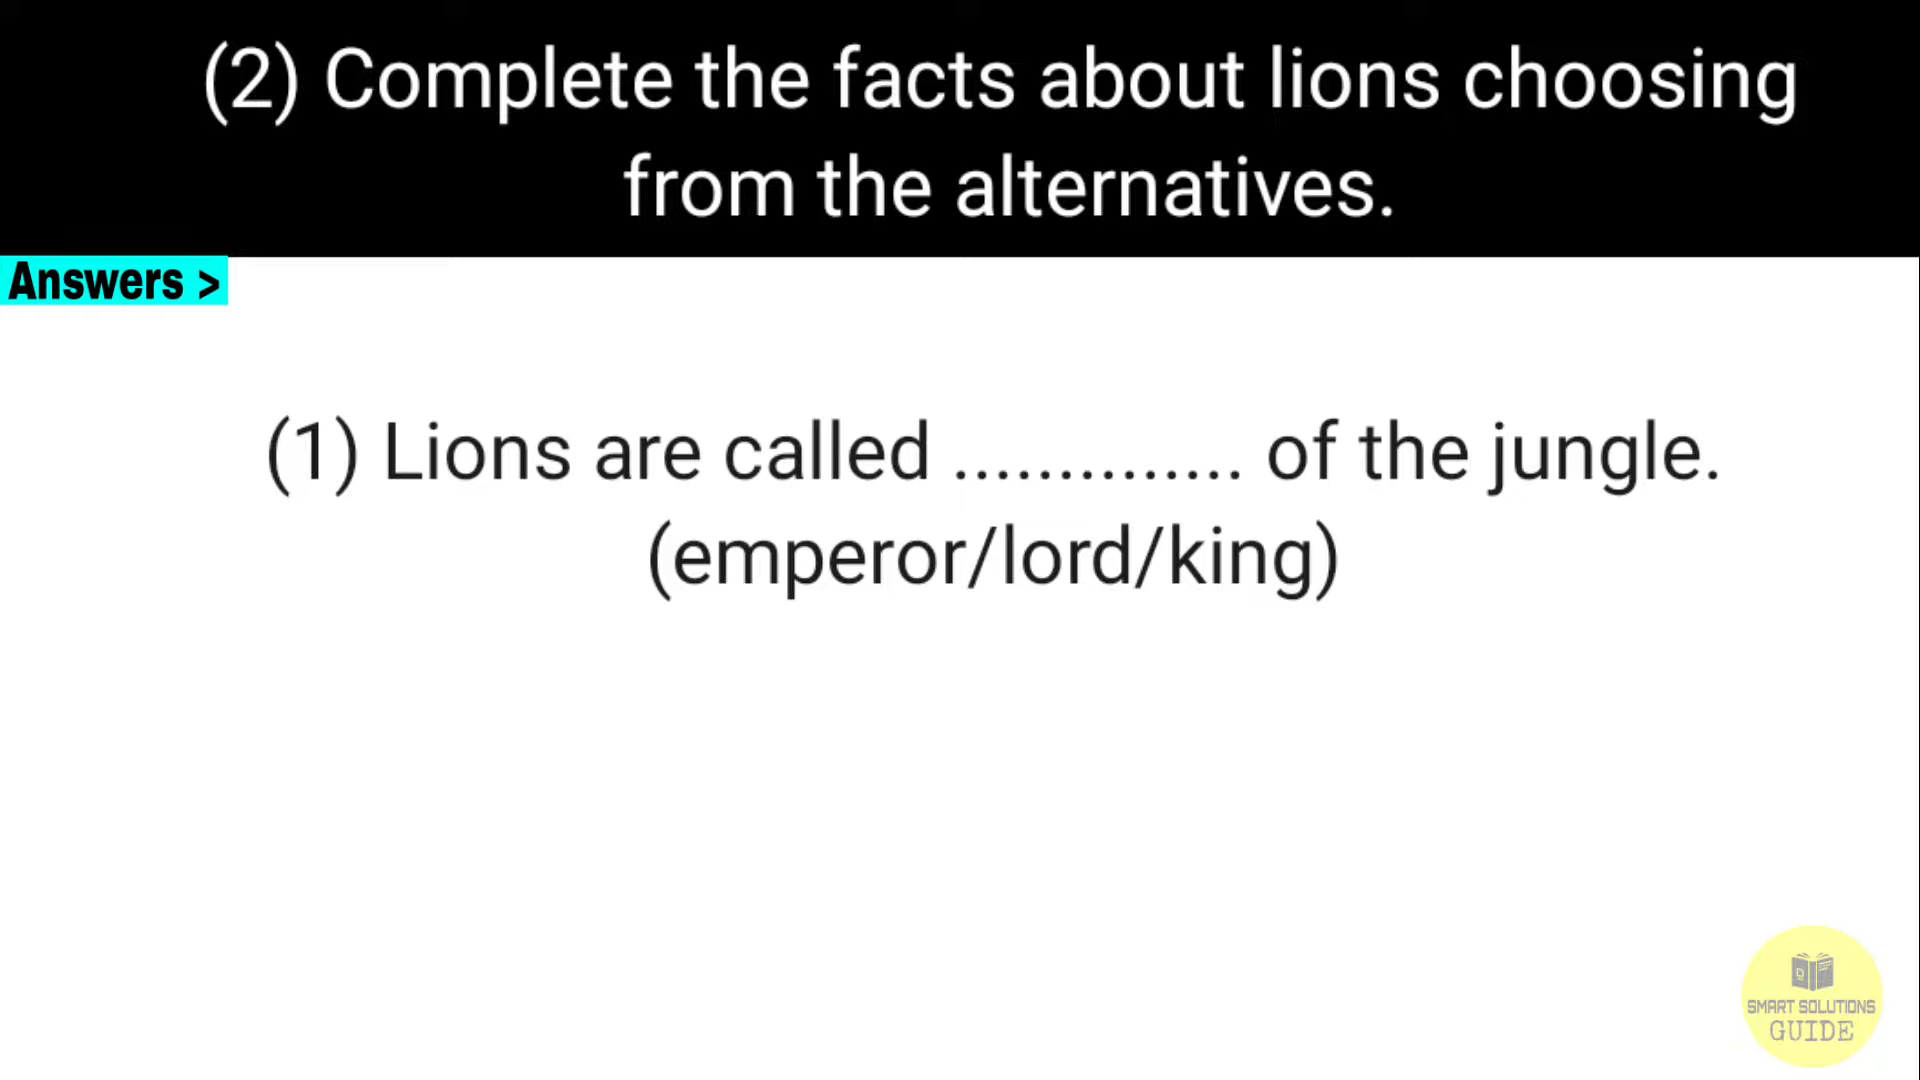 (2) Complete the facts about lions choosing
from the alternatives.
Answers >
(1) Lions are called .............. of the jungle.
(emperor/lord/king)
SMART SOLUTIONS
GUIDE